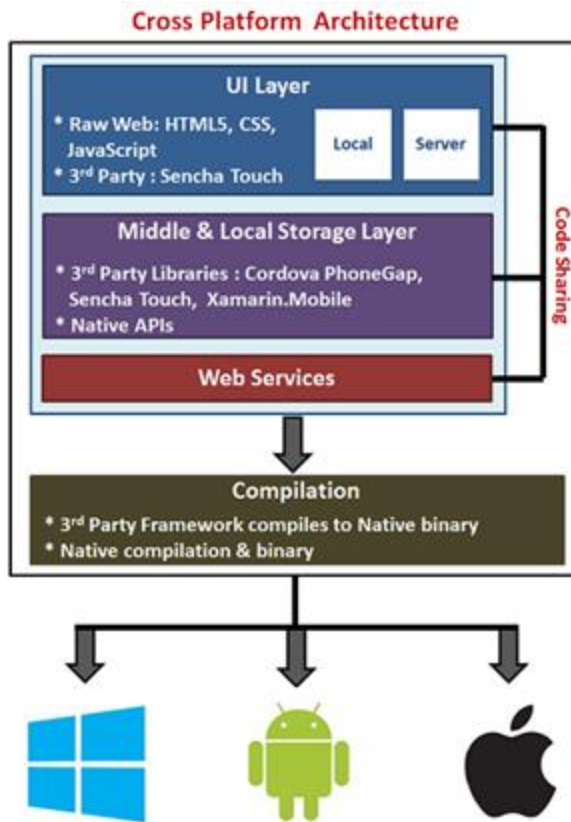 Cross Platform Architecture
UI Layer
* Raw Web: HTML5, CSS,
JavaScript
* 3rd Party : Sencha Touch
Local
Server
Middle & Local Storage Layer
* 3rd Party Libraries : Cordova PhoneGap,
Sencha Touch, Xamarin.Mobile
* Native APIs
Web Services
Code Sharing
Compilation
* 3rd Party Framework compiles to Native binary
* Native compilation & binary